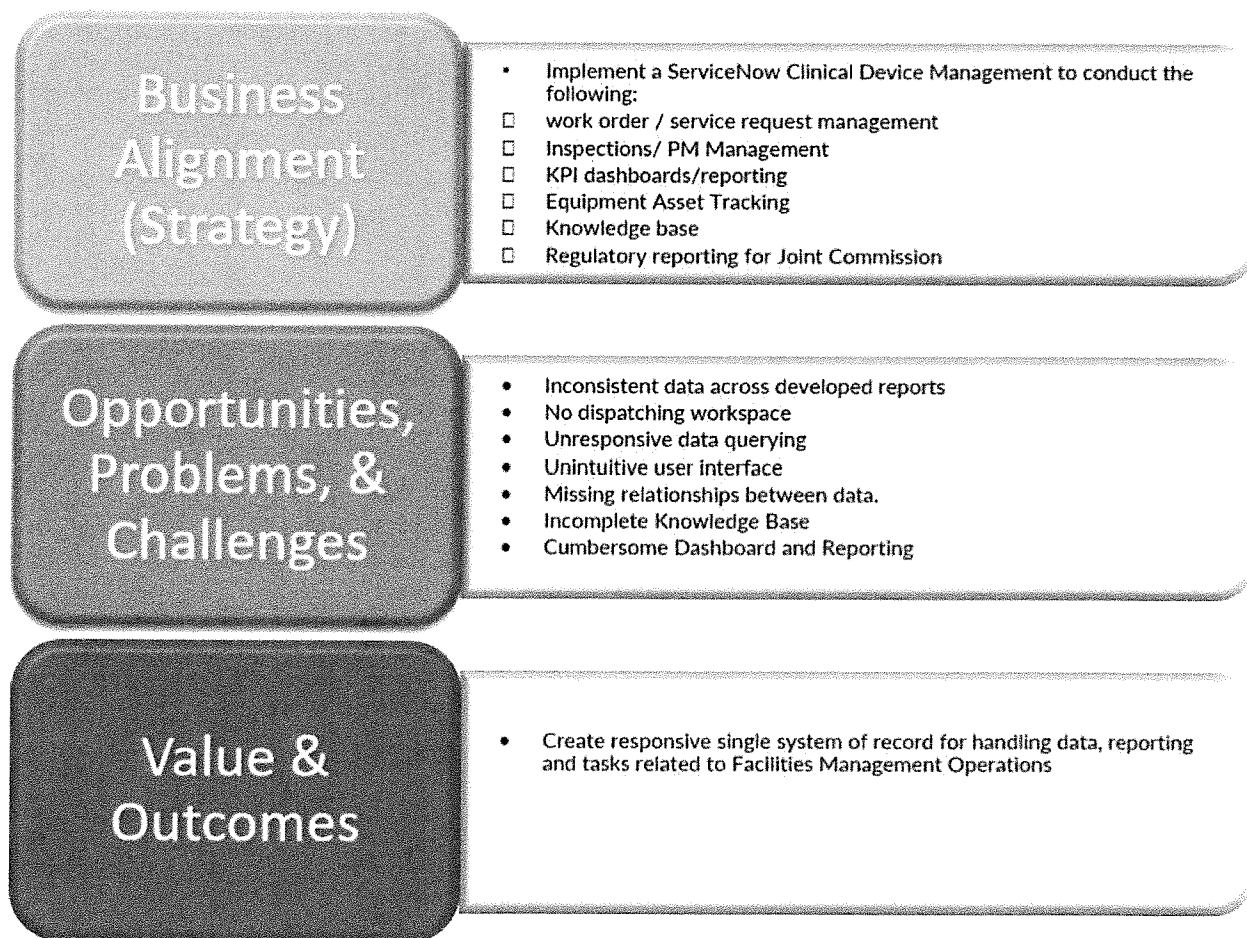 Business
Alignment
(Strategy)
• Implement a ServiceNow Clinical Device Management to conduct the
following:
□ work order / service request management
□ Inspections/ PM Management
□ KPI dashboards/reporting
□ Equipment Asset Tracking
□ Knowledge base
□ Regulatory reporting for Joint Commission
Opportunities,
Problems, &
Challenges
• Inconsistent data across developed reports
• No dispatching workspace
• Unresponsive data querying
• Unintuitive user interface
• Missing relationships between data.
• Incomplete Knowledge Base
• Cumbersome Dashboard and Reporting
Value &
Outcomes
• Create responsive single system of record for handling data, reporting
and tasks related to Facilities Management Operations